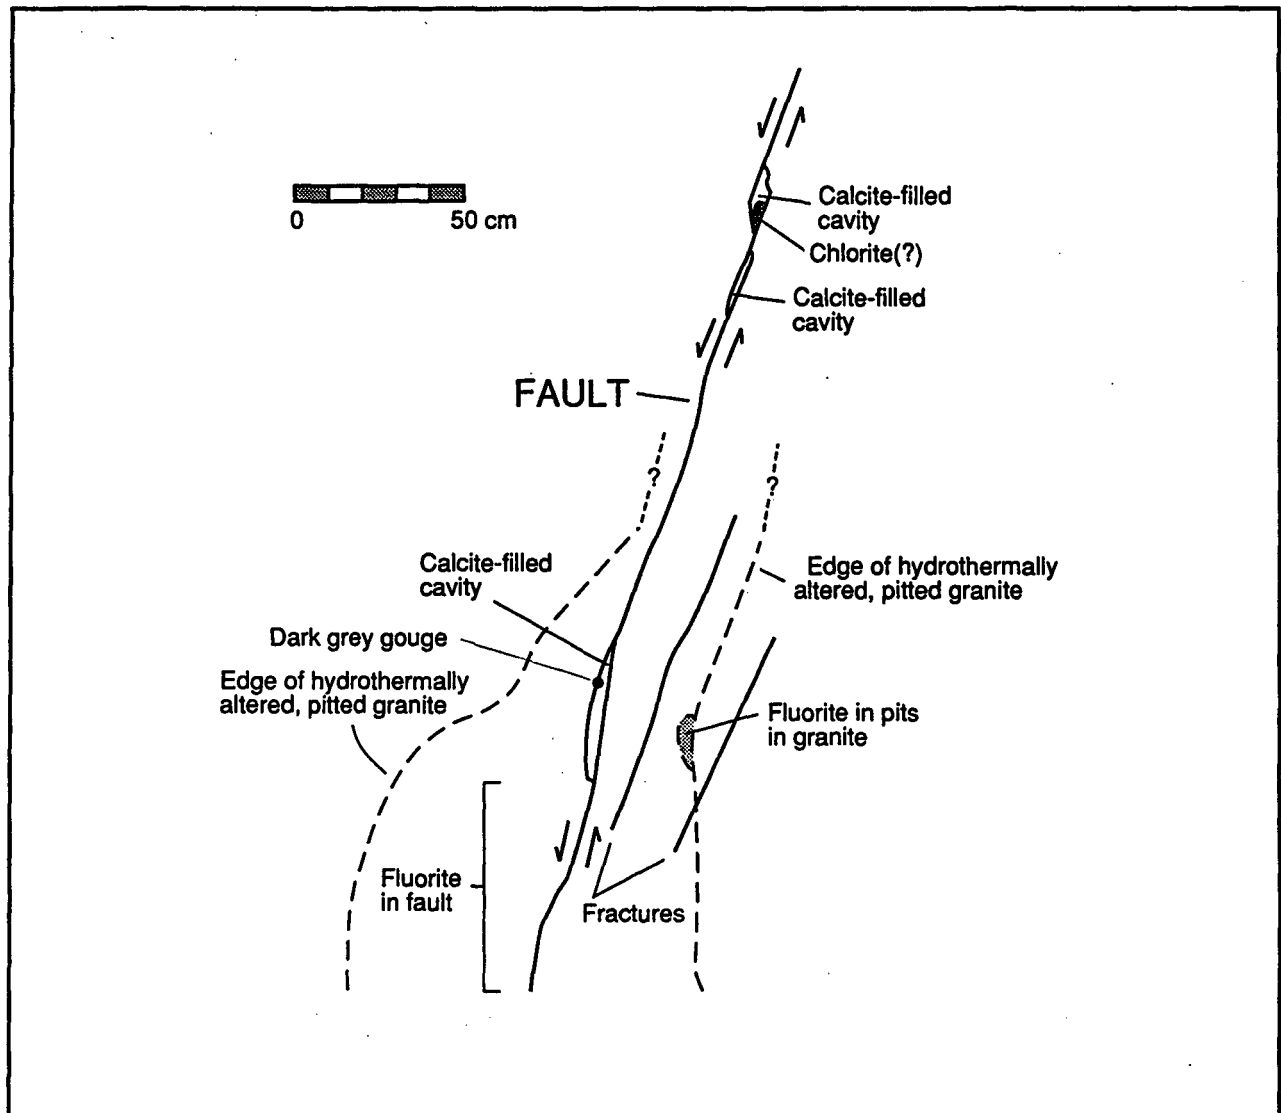 0 50 cm
Calcite-filled
cavity
Chlorite(?)
Calcite-filled
cavity
FAULT
?
?
Calcite-filled
cavity
Edge of hydrothermally
altered, pitted granite
Dark grey gouge
Edge of hydrothermally
altered, pitted granite
Fluorite in pits
in granite
Fluorite
in fault
Fractures